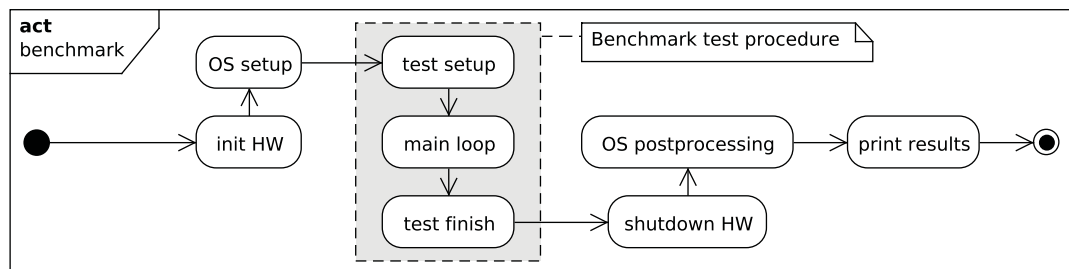 act
benchmark
OS setup
init HW
test setup
main loop
test finish
Benchmark test procedure
OS postprocessing
shutdown HW
print results